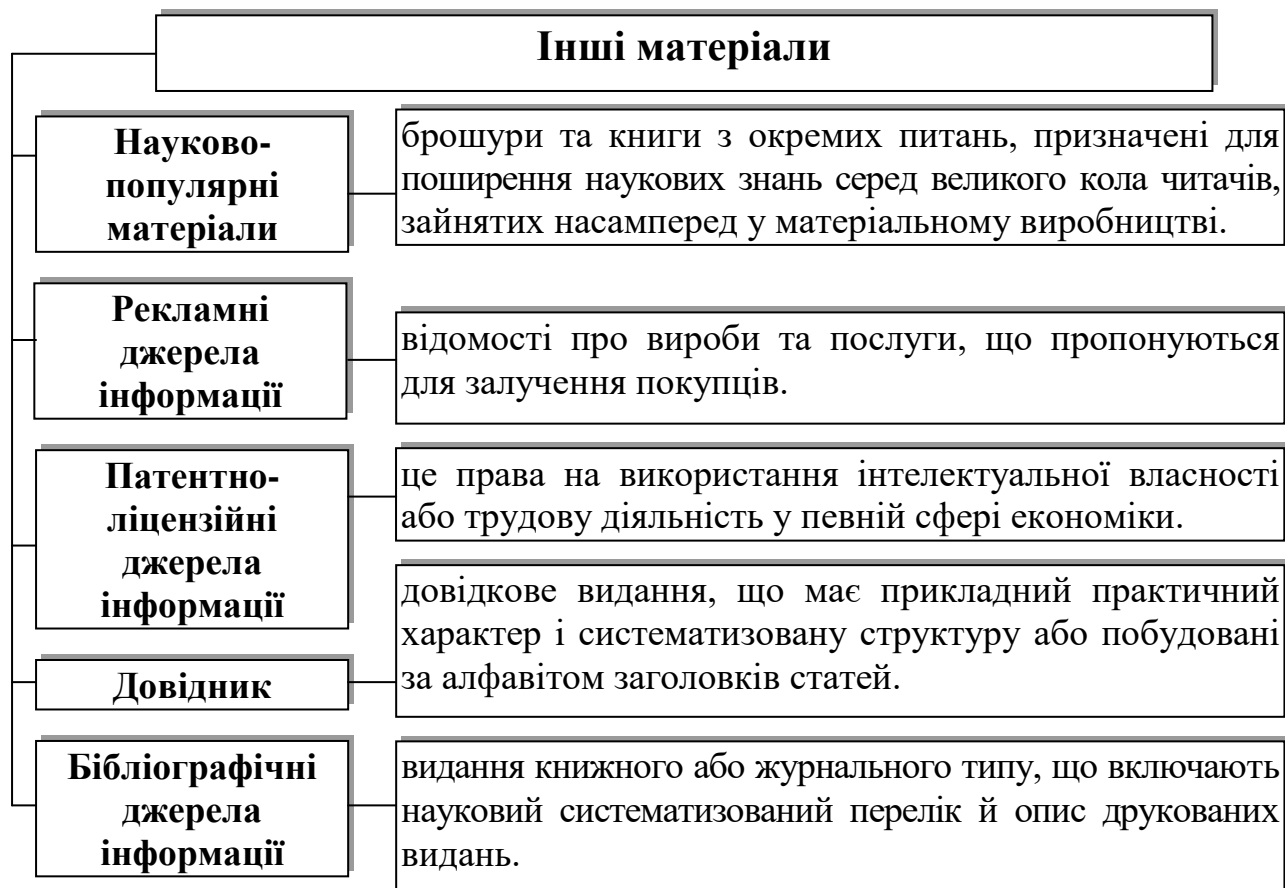 Інші матеріали
Науково-
популярні
матеріали
брошури та книги з окремих питань, призначені для
поширення наукових знань серед великого кола читачів,
зайнятих насамперед у матеріальному виробництві.
Рекламні
джерела
інформації
відомості про вироби та послуги, що пропонуються
для залучення покупців.
Патентно-
ліцензійні
джерела
інформації
це права на використання інтелектуальної власності
або трудову діяльність у певній сфері економіки.
Довідник
довідкове видання, що має прикладний практичний
характер і систематизовану структуру або побудовані
за алфавітом заголовків статей.
Бібліографічні
джерела
інформації
видання книжного або журнального типу, що включають
науковий систематизований перелік й опис друкованих
видань.